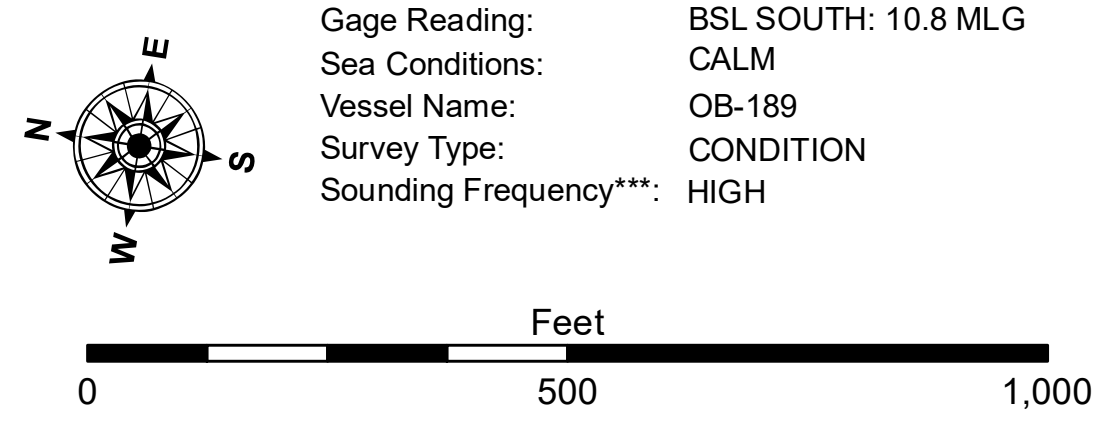 E
N
S
W
Gage Reading: BSL SOUTH: 10.8 MLG
Sea Conditions: CALM
Vessel Name: OB-189
Survey Type: CONDITION
Sounding Frequency***: HIGH
Feet
0 500 1,000